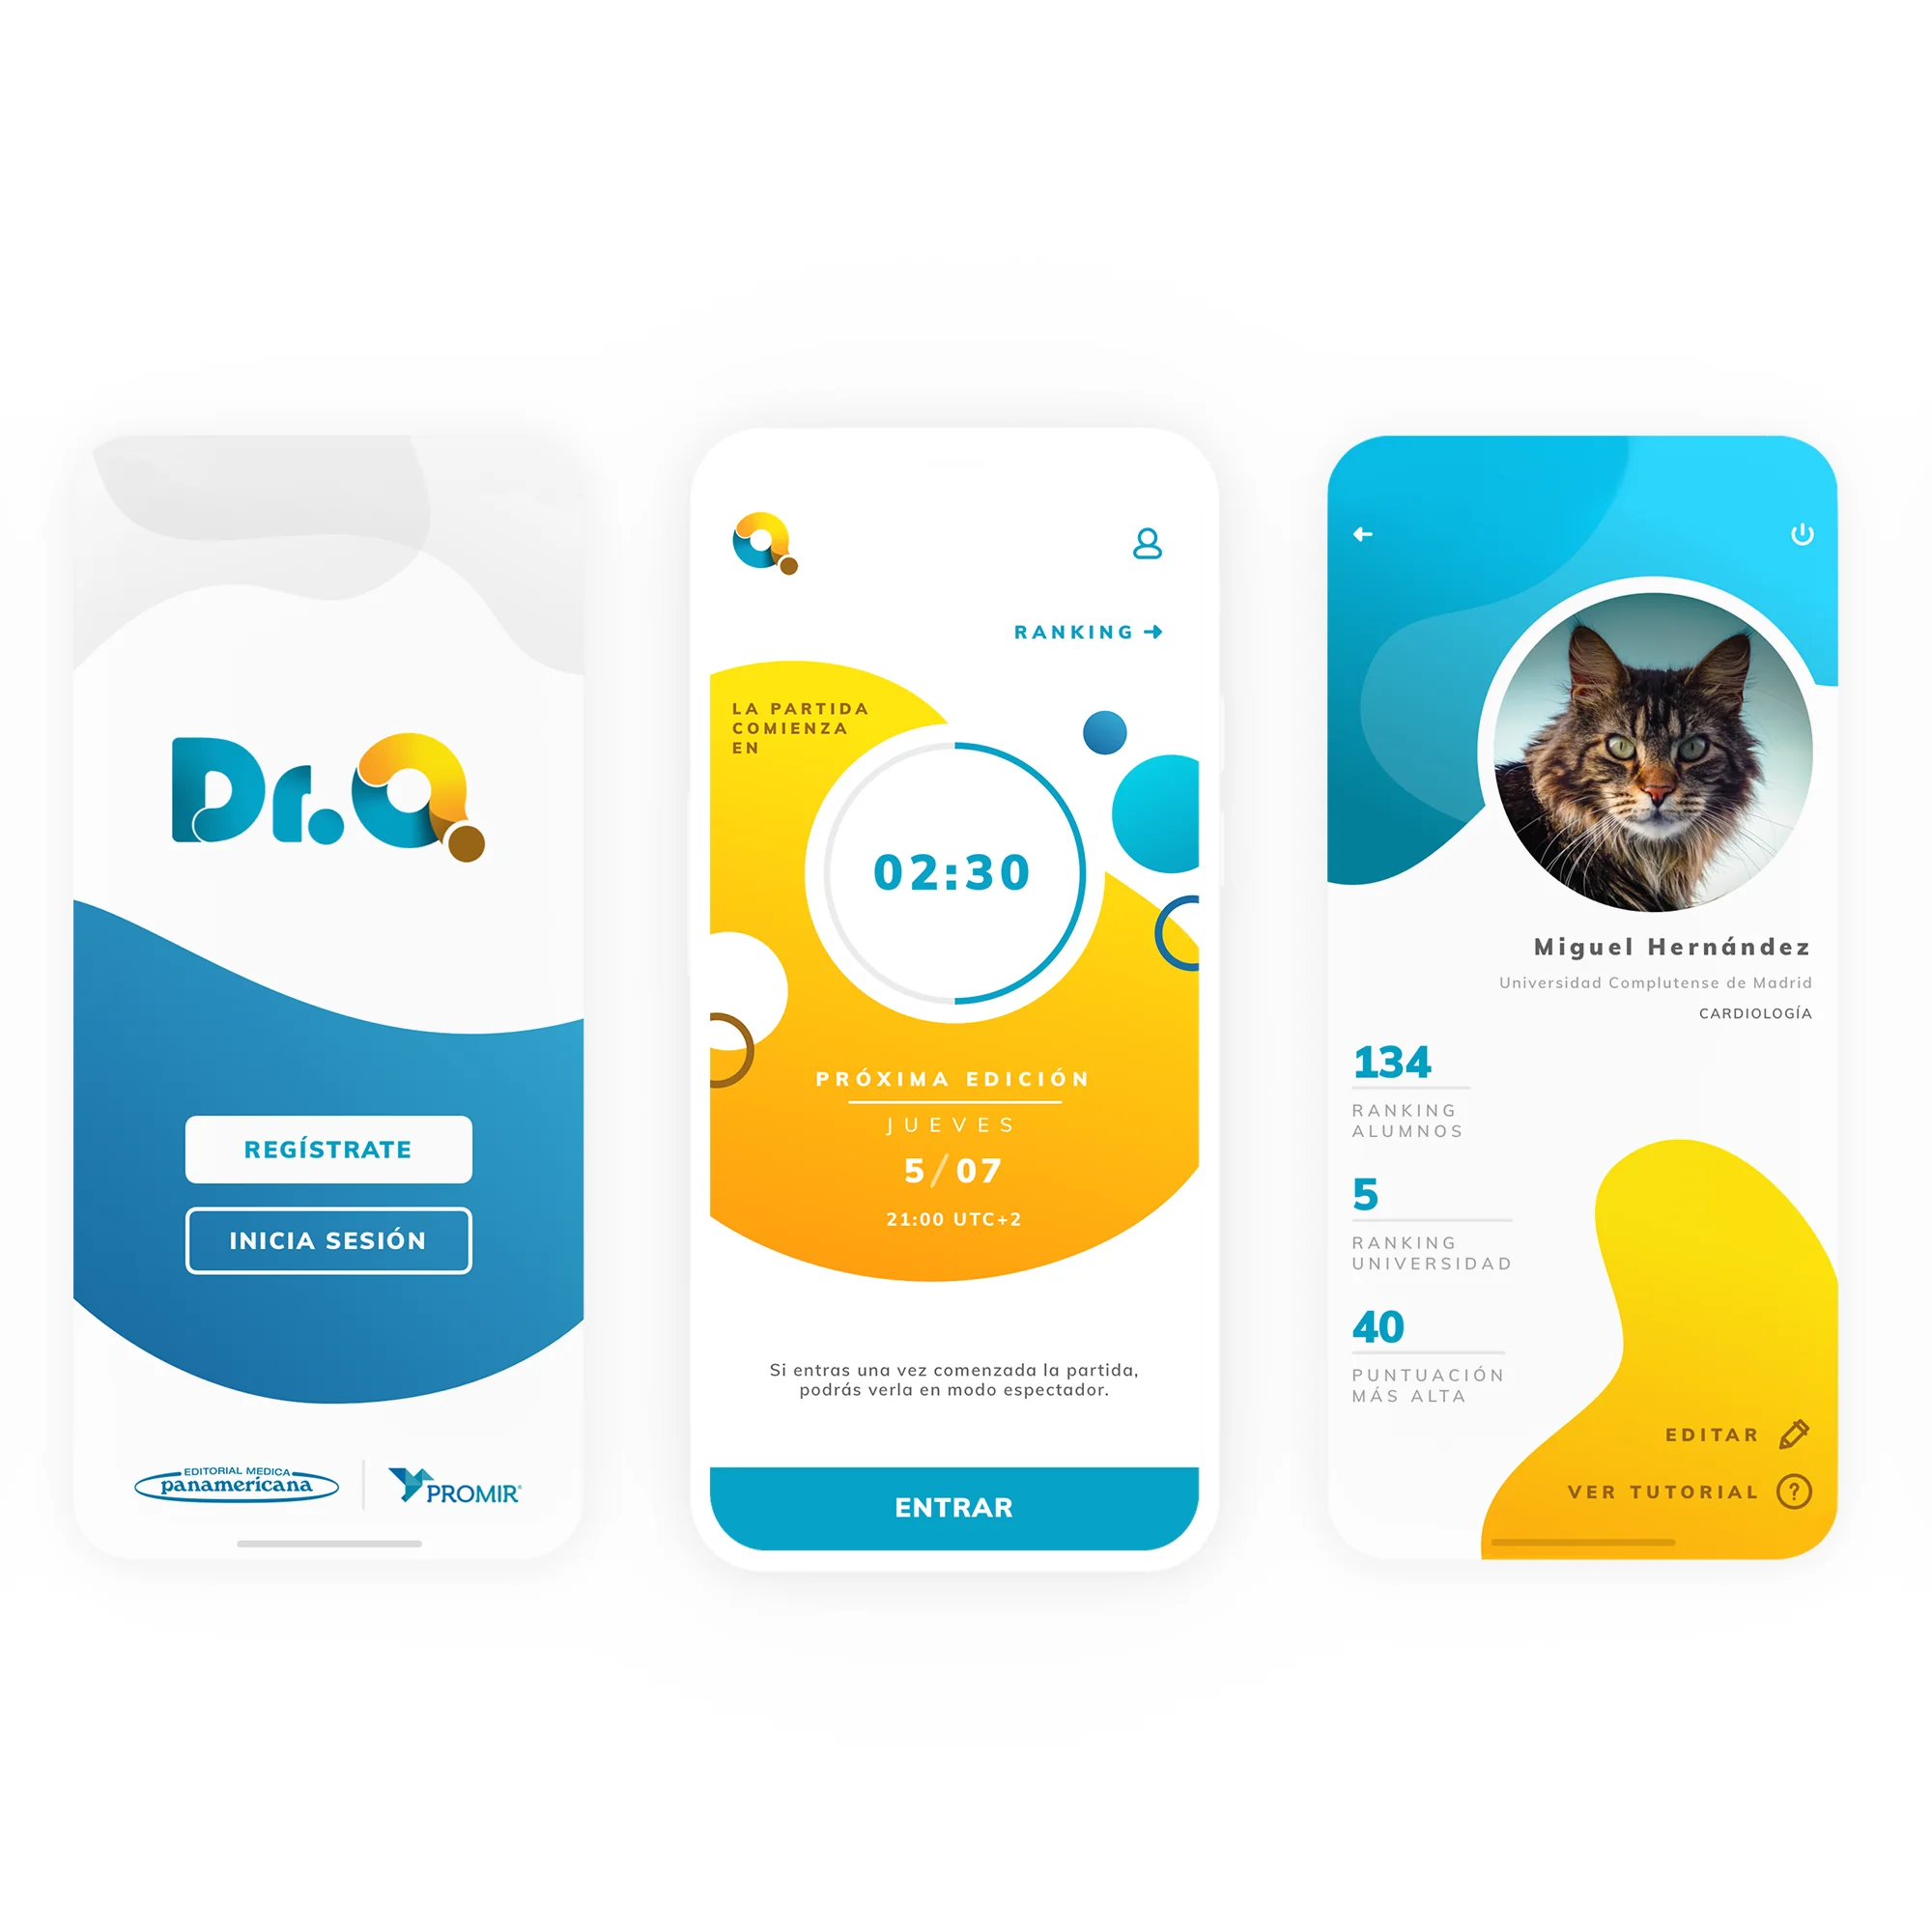 Dr.Q
REGÍSTRATE
INICIA SESIÓN
EDITORIAL MEDICA
panamericana
PROMIR®
RANKING
LA PARTIDA
COMIENZA
EN
02:30
PRÓXIMA EDICIÓN
JUEVES
5/07
21:00 UTC+2
Si entras una vez comenzada la partida,
podrás verla en modo espectador.
ENTRAR
Miguel Hernández
Universidad Complutense de Madrid
CARDIOLOGÍA
134
RANKING
ALUMNOS
5
RANKING
UNIVERSIDAD
40
PUNTUACIÓN
MÁS ALTA
EDITAR
VER TUTORIAL ?